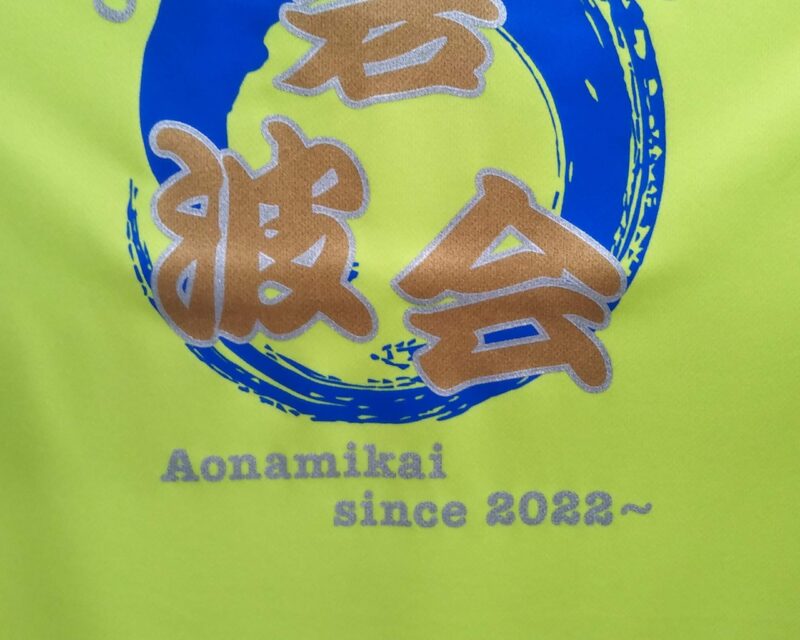 波会
Aonamikai
since 2022~